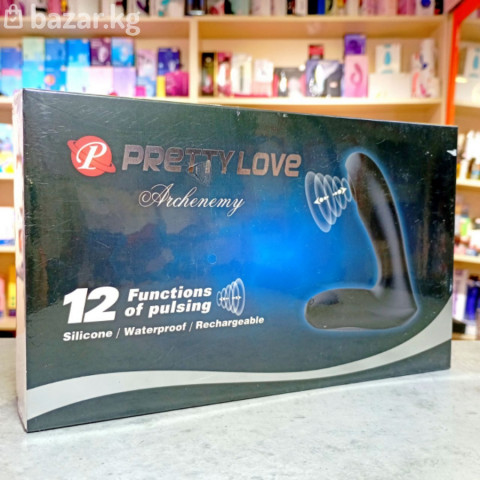 bazar.kg
P PRETTY LOVE
Archenemy
12 Functions
of pulsing
Silicone / Waterproof / Rechargeable